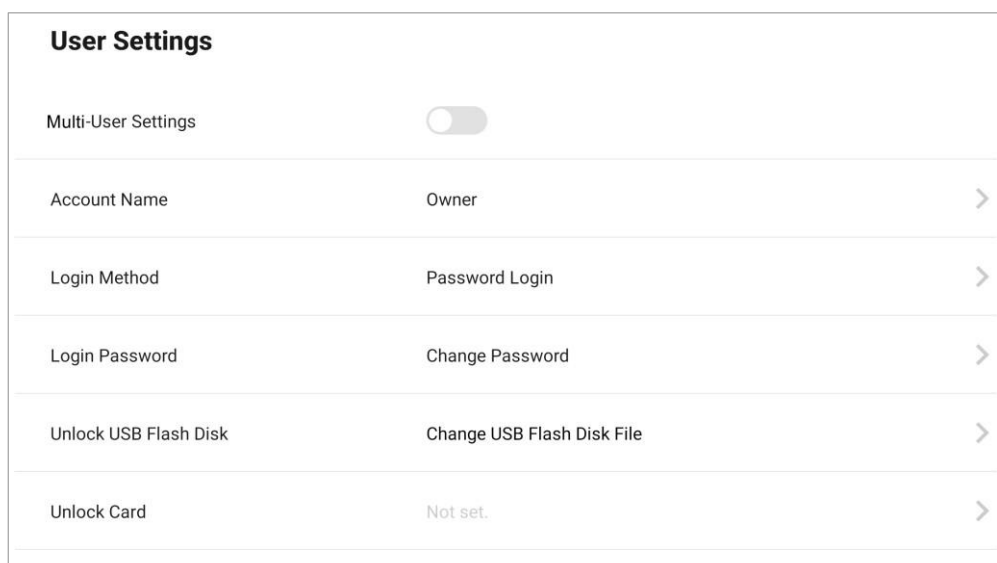 User Settings
Multi-User Settings
Account Name Owner
Login Method Password Login
Login Password Change Password
Unlock USB Flash Disk Change USB Flash Disk File
Unlock Card Not set.